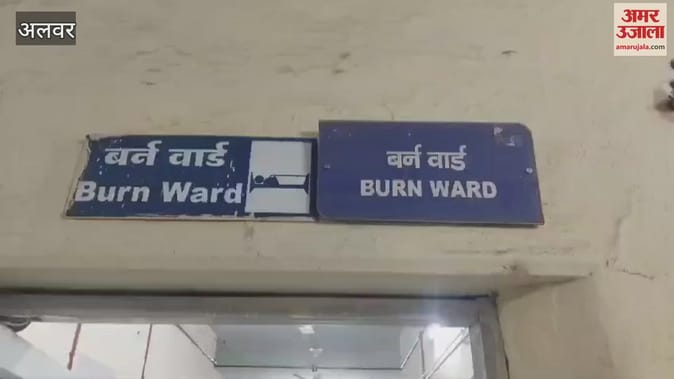 अलवर
अमर
उजाला
amarujala.com
बर्न वार्ड
Burn Ward
बर्न वार्ड
BURN WARD